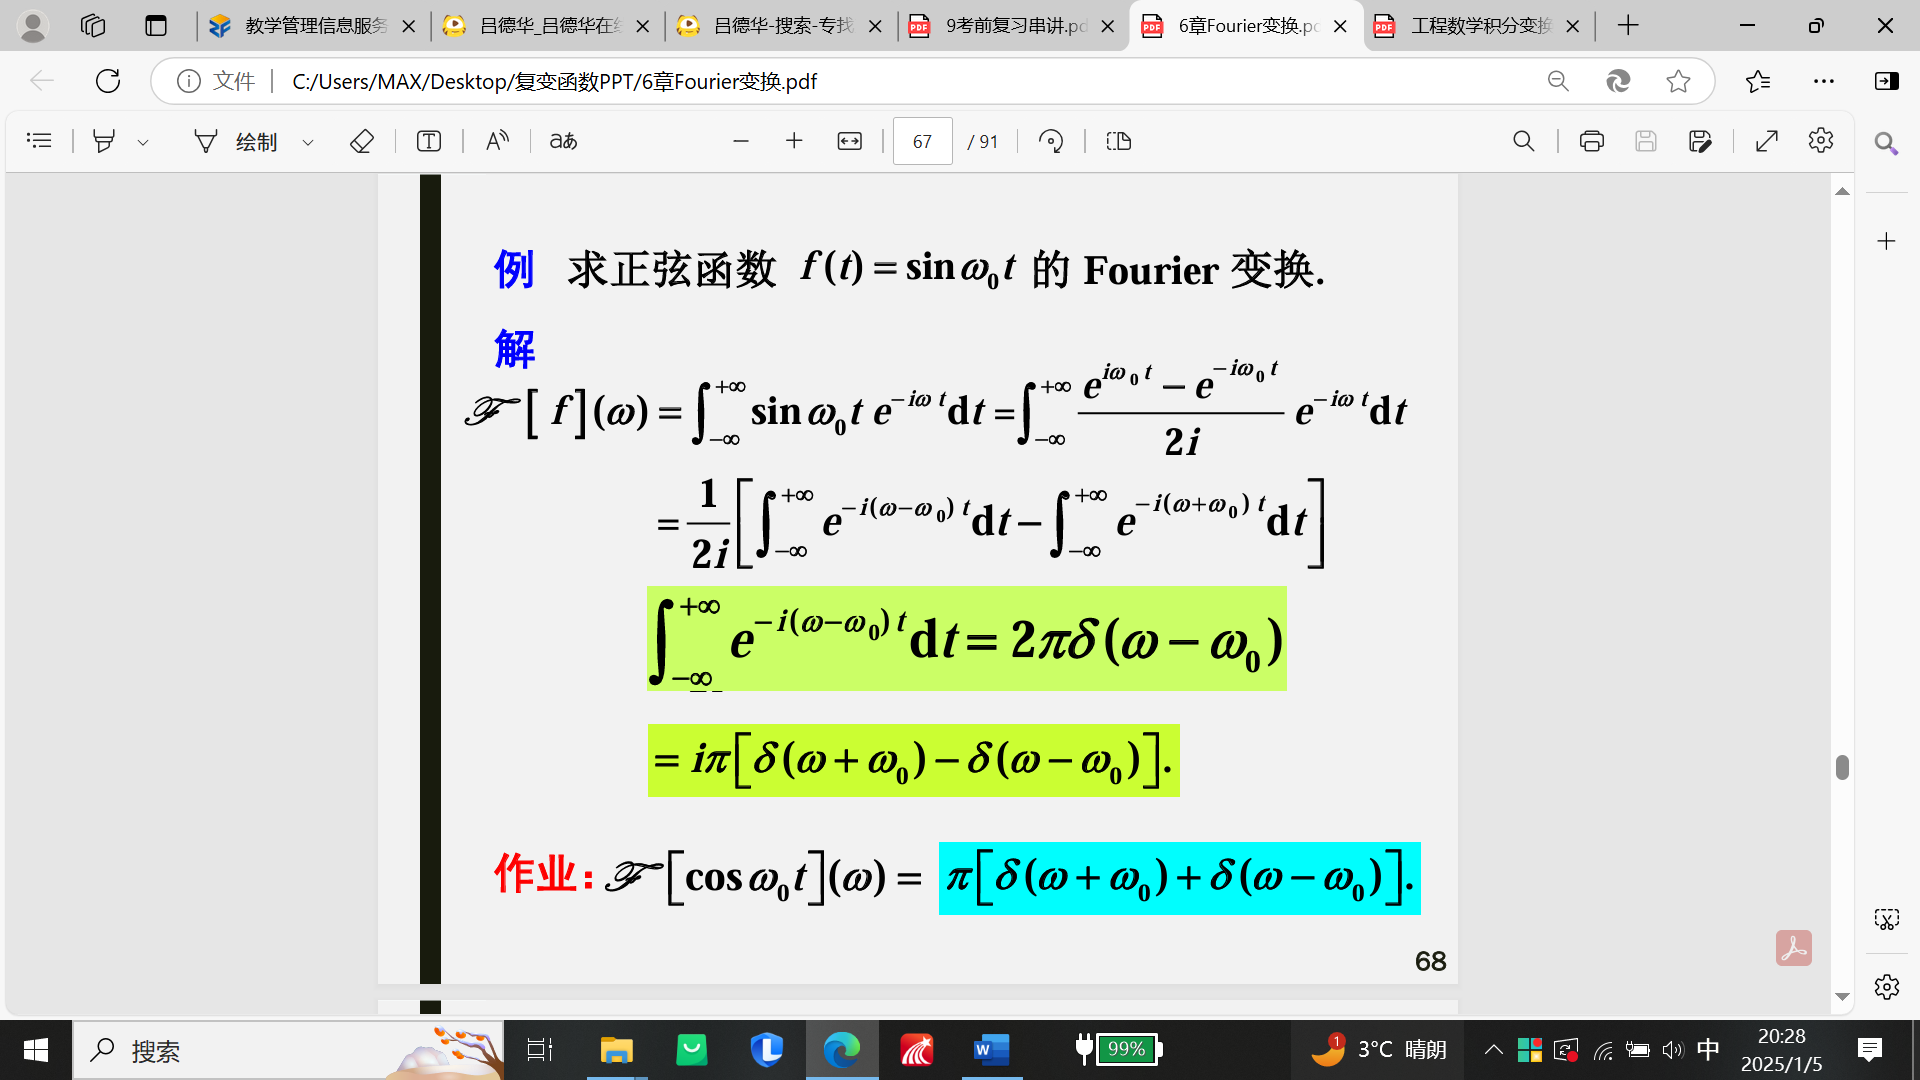 教学管理信息服务
吕德华_吕德华在线
吕德华-搜索-专找
9考前复习串讲.pd
6章Fourier变换.pd
工程数学积分变换
文件 C:/Users/MAX/Desktop/复变函数PPT/6章Fourier变换.pdf
绘制
67 / 91
例 求正弦函数 f(t) = sin ω₀t 的 Fourier 变换.
解
ℱ[f](ω) = ∫_{-∞}^{+∞} sin ω₀t e^{-iω t}dt = ∫_{-∞}^{+∞} (e^{iω₀t} - e^{-iω₀t})/(2i) e^{-iω t}dt
= 1/(2i) [∫_{-∞}^{+∞} e^{-i(ω-ω₀)t}dt - ∫_{-∞}^{+∞} e^{-i(ω+ω₀)t}dt]
∫_{-∞}^{+∞} e^{-i(ω-ω₀)t}dt = 2πδ(ω - ω₀)
= iπ[δ(ω + ω₀) - δ(ω - ω₀)].
作业: ℱ[cos ω₀t](ω) = π[δ(ω + ω₀) + δ(ω - ω₀)].
68
搜索
99%
1
3°C 晴朗
中
20:28
2025/1/5